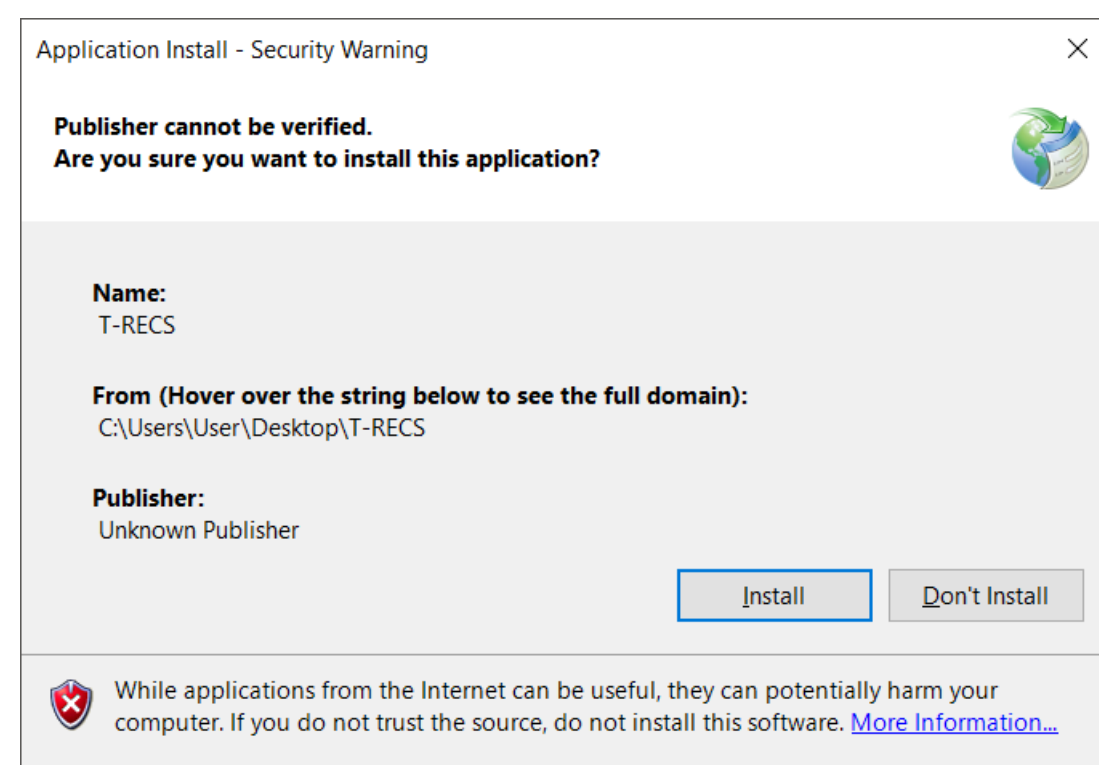 Application Install - Security Warning
Publisher cannot be verified.
Are you sure you want to install this application?
Name:
T-RECS
From (Hover over the string below to see the full domain):
C:\Users\User\Desktop\T-RECS
Publisher:
Unknown Publisher
Install
Don't Install
While applications from the Internet can be useful, they can potentially harm your
computer. If you do not trust the source, do not install this software. More Information...